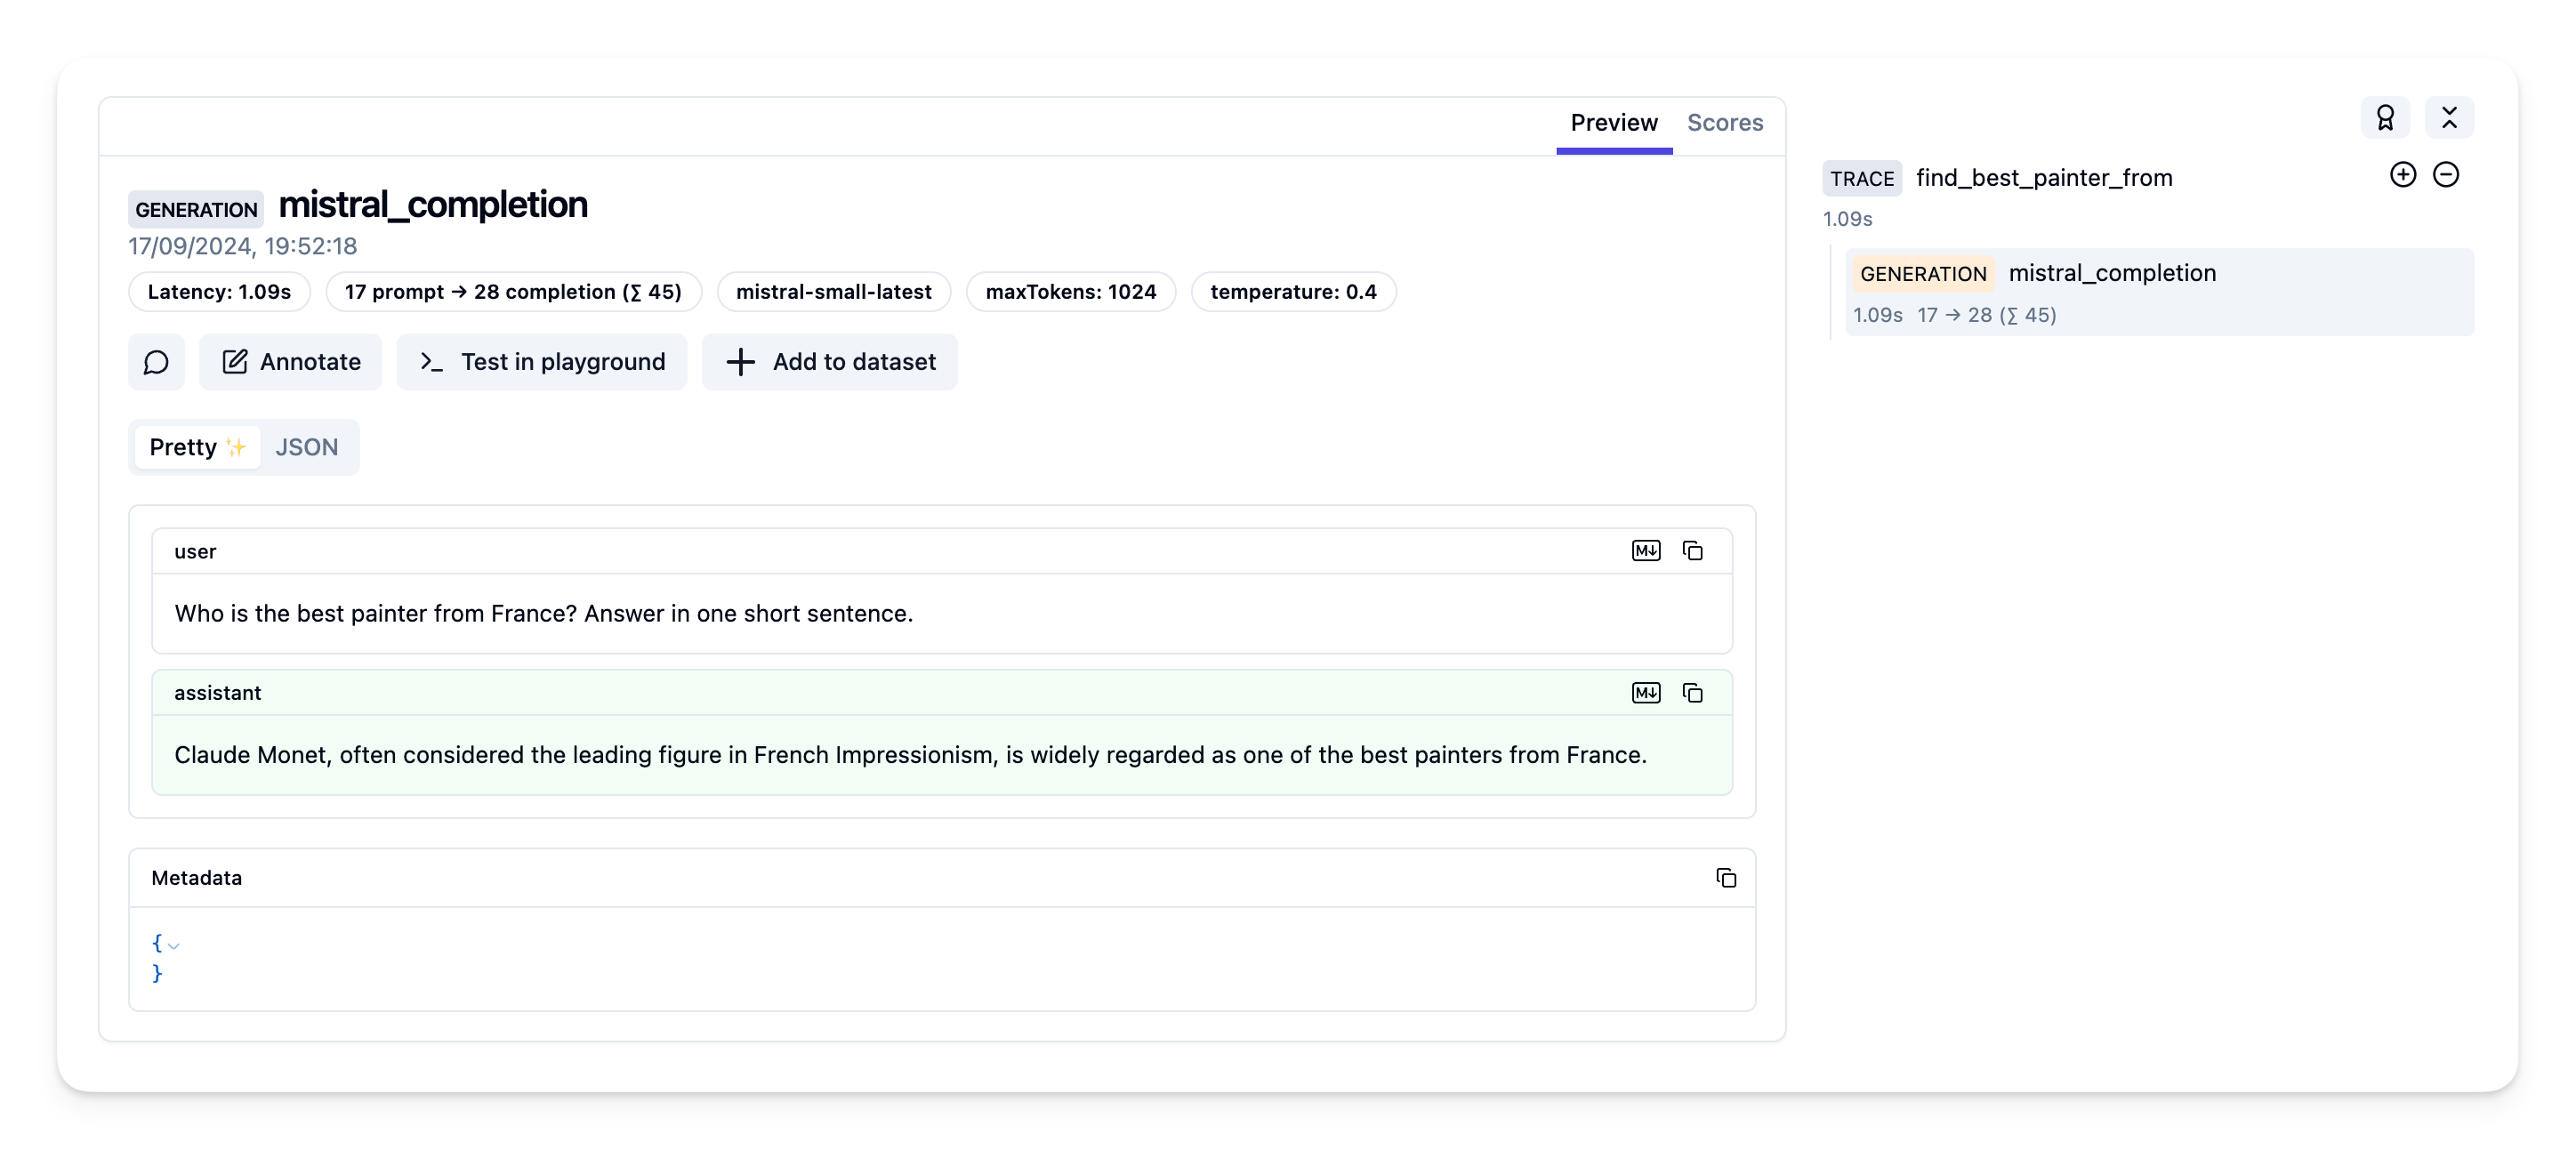 Preview Scores
GENERATION mistral_completion
17/09/2024, 19:52:18
Latency: 1.09s 17 prompt → 28 completion (∑ 45) mistral-small-latest maxTokens: 1024 temperature: 0.4
Annotate Test in playground Add to dataset
Pretty ✨ JSON
user M↓
Who is the best painter from France? Answer in one short sentence.
assistant M↓
Claude Monet, often considered the leading figure in French Impressionism, is widely regarded as one of the best painters from France.
Metadata
{
}
TRACE find_best_painter_from
1.09s
GENERATION mistral_completion
1.09s 17 → 28 (∑ 45)